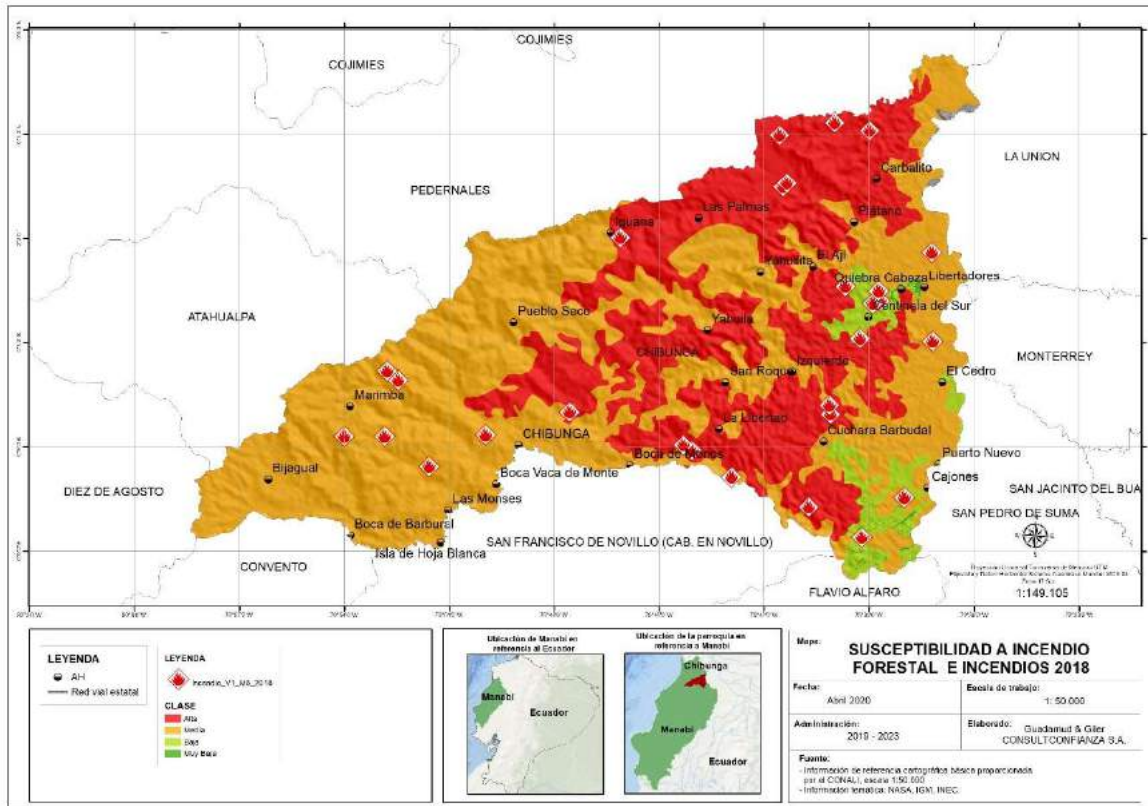 COJIMIES
COJIMIES
LA UNION
PEDERNALES
Carbalito
Las Palmas
Platano
Iguana
El Aji
Yahuilita
Quiebra Cabeza
Libertadores
ATAHUALPA
Pueblo Seco
Centinela del Sur
Yahuila
CHIBUNGA
MONTERREY
Izquierdo
San Roque
El Cedro
Marimba
La Libertad
CHIBUNGA
Cuchara Barbudal
Boca de Monos
Puerto Nuevo
Bijagual
Boca Vaca de Monte
Cajones
DIEZ DE AGOSTO
SAN JACINTO DEL BUA
Las Monses
SAN PEDRO DE SUMA
Boca de Barbural
Isla de Hoja Blanca
SAN FRANCISCO DE NOVILLO (CAB. EN NOVILLO)
CONVENTO
FLAVIO ALFARO
1:149.105
LEYENDA
AH
Red vial estatal
LEYENDA
Incendio_V1_M6_2018
CLASE
Alta
Media
Baja
Muy Baja
Ubicación de Manabí en
referencia al Ecuador
Manabí
Ecuador
Ubicación de la parroquia en
referencia a Manabí
Chibunga
Manabí
Ecuador
Mapa:
SUSCEPTIBILIDAD A INCENDIO
FORESTAL E INCENDIOS 2018
Fecha:
Abril 2020
Escala de trabajo:
1: 50.000
Administración:
2019 - 2023
Elaborado:
Guadamud & Giler
CONSULTCONFIANZA S.A.
Fuente:
- Información de referencia cartográfica básica proporcionada
por el CONALI, escala 1:50.000
- Información temática: NASA, IGM, INEC.